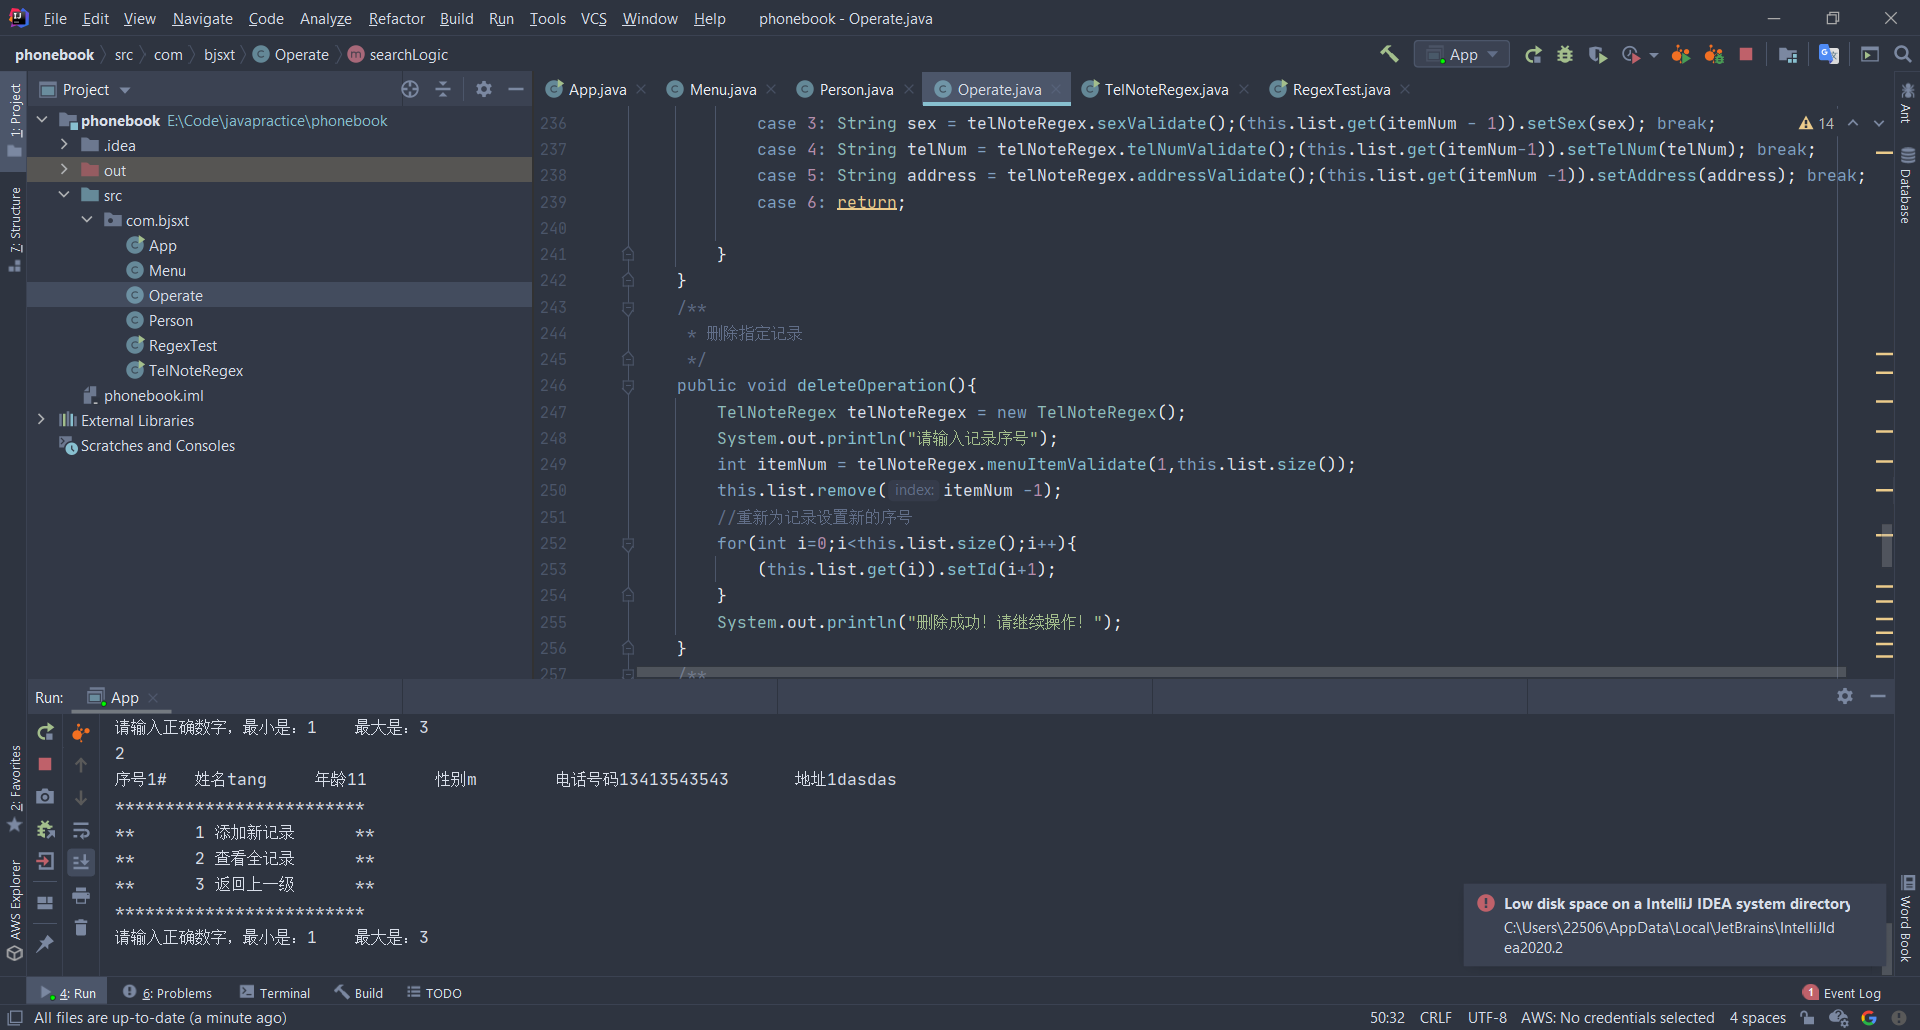 File Edit View Navigate Code Analyze Refactor Build Run Tools VCS Window Help phonebook - Operate.java
phonebook src com bjsxt Operate searchLogic App
1: Project
7: Structure
2: Favorites
AWS Explorer
Project
phonebook E:\Code\javapractice\phonebook
.idea
out
src
com.bjsxt
App
Menu
Operate
Person
RegexTest
TelNoteRegex
phonebook.iml
External Libraries
Scratches and Consoles
App.java Menu.java Person.java Operate.java TelNoteRegex.java RegexTest.java
14
236 case 3: String sex = telNoteRegex.sexValidate();(this.list.get(itemNum - 1)).setSex(sex); break;
237 case 4: String telNum = telNoteRegex.telNumValidate();(this.list.get(itemNum-1)).setTelNum(telNum); break;
238 case 5: String address = telNoteRegex.addressValidate();(this.list.get(itemNum -1)).setAddress(address); break;
239 case 6: return;
240
241 }
242 }
243 /**
244 * 删除指定记录
245 */
246 public void deleteOperation(){
247 TelNoteRegex telNoteRegex = new TelNoteRegex();
248 System.out.println("请输入记录序号");
249 int itemNum = telNoteRegex.menuItemValidate(1,this.list.size());
250 this.list.remove( index: itemNum -1);
251 //重新为记录设置新的序号
252 for(int i=0;i<this.list.size();i++){
253 (this.list.get(i)).setId(i+1);
254 }
255 System.out.println("删除成功！请继续操作！");
256 }
257 /**
Ant
Database
Word Book
Run: App
请输入正确数字，最小是：1 最大是：3
2
序号1# 姓名tang 年龄11 性别m 电话号码13413543543 地址1dasdas
*************************
** 1 添加新记录 **
** 2 查看全记录 **
** 3 返回上一级 **
*************************
请输入正确数字，最小是：1 最大是：3
Low disk space on a IntelliJ IDEA system directory
C:\Users\22506\AppData\Local\JetBrains\IntelliJId
ea2020.2
4: Run 6: Problems Terminal Build TODO 1 Event Log
All files are up-to-date (a minute ago) 50:32 CRLF UTF-8 AWS: No credentials selected 4 spaces